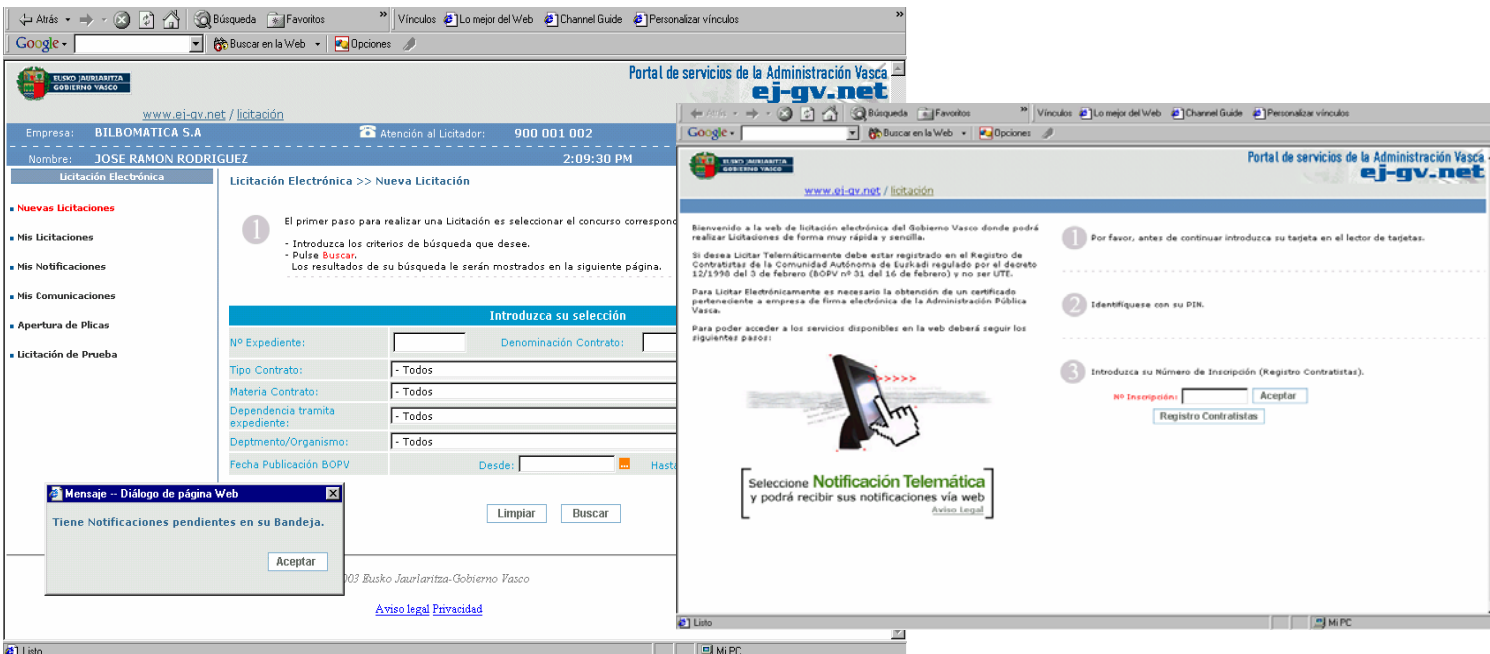 Atrás Búsqueda Favoritos » Vínculos Lo mejor del Web Channel Guide Personalizar vínculos »
Google Buscar en la Web Opciones
EUSKO JAURLARITZA
GOBIERNO VASCO
Portal de servicios de la Administración Vasca
ej-gv.net
www.ej-gv.net / licitación
Empresa: BILBOMATICA S.A Atención al Licitador: 900 001 002
Nombre: JOSE RAMON RODRIGUEZ 2:09:30 PM
Licitación Electrónica
Nuevas Licitaciones
Mis Licitaciones
Mis Notificaciones
Mis Comunicaciones
Apertura de Plicas
Licitación de Prueba
Licitación Electrónica >> Nueva Licitación
1 El primer paso para realizar una Licitación es seleccionar el concurso
- Introduzca los criterios de búsqueda que desee.
- Pulse Buscar.
Los resultados de su búsqueda le serán mostrados en la siguiente página.
Introduzca su selección
Nº Expediente: Denominación Contrato:
Tipo Contrato: - Todos
Materia Contrato: - Todos
Dependencia tramita
expediente: - Todos
Deptmento/Organismo: - Todos
Fecha Publicación BOPV Desde: ...
Limpiar Buscar
Mensaje -- Diálogo de página Web
Tiene Notificaciones pendientes en su Bandeja.
Aceptar
Eusko Jaurlaritza-Gobierno Vasco
Aviso legal Privacidad
Listo Mi PC
Atrás Búsqueda Favoritos » Vínculos Lo mejor del Web Channel Guide Personalizar vínculos
Google Buscar en la Web Opciones
EUSKO JAURLARITZA
GOBIERNO VASCO
Portal de servicios de la Administración Vasca
ej-gv.net
www.ej-gv.net / licitación
Bienvenido a la web de licitación electrónica del Gobierno Vasco donde podrá
realizar Licitaciones de forma muy rápida y sencilla.
Si desea Licitar Telemáticamente debe estar registrado en el Registro de
Contratistas de la Comunidad Autónoma de Euskadi regulado por el decreto
12/1998 del 3 de febrero (BOPV nº 31 del 16 de febrero) y no ser UTE.
Para Licitar Electrónicamente es necesario la obtención de un certificado
perteneciente a empresa de firma electrónica de la Administración Pública
Vasca.
Para poder acceder a los servicios disponibles en la web deberá seguir los
siguientes pasos:
>>>>>
Seleccione Notificación Telemática
y podrá recibir sus notificaciones vía web
Aviso Legal
1 Por favor, antes de continuar introduzca su tarjeta en el lector de tarjetas.
2 Identifíquese con su PIN.
3 Introduzca su Número de Inscripción (Registro Contratistas).
Nº Inscripción: Aceptar
Registro Contratistas
Listo Mi PC